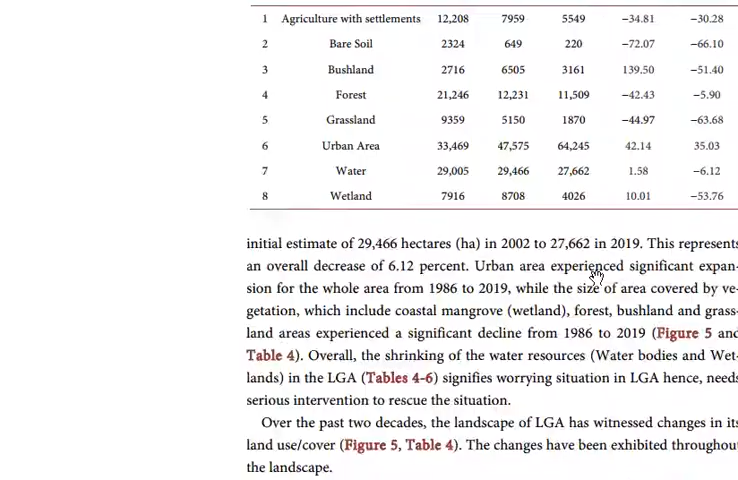 1 Agriculture with settlements 12,208 7959 5549 −34.81 −30.28
2 Bare Soil 2324 649 220 −72.07 −66.10
3 Bushland 2716 6505 3161 139.50 −51.40
4 Forest 21,246 12,231 11,509 −42.43 −5.90
5 Grassland 9359 5150 1870 −44.97 −63.68
6 Urban Area 33,469 47,575 64,245 42.14 35.03
7 Water 29,005 29,466 27,662 1.58 −6.12
8 Wetland 7916 8708 4026 10.01 −53.76
initial estimate of 29,466 hectares (ha) in 2002 to 27,662 in 2019. This represents
an overall decrease of 6.12 percent. Urban area experienced significant expan-
sion for the whole area from 1986 to 2019, while the size of area covered by ve-
getation, which include coastal mangrove (wetland), forest, bushland and grass-
land areas experienced a significant decline from 1986 to 2019 (Figure 5 and
Table 4). Overall, the shrinking of the water resources (Water bodies and Wet-
lands) in the LGA (Tables 4-6) signifies worrying situation in LGA hence, needs
serious intervention to rescue the situation.
Over the past two decades, the landscape of LGA has witnessed changes in its
land use/cover (Figure 5, Table 4). The changes have been exhibited throughout
the landscape.